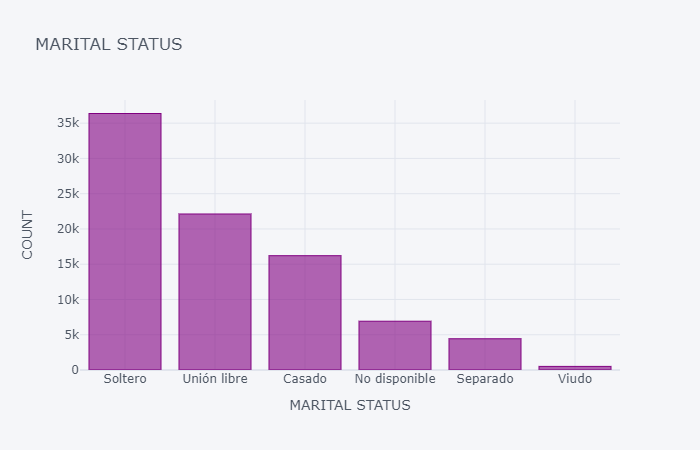 MARITAL STATUS
COUNT
35k
30k
25k
20k
15k
10k
5k
0
Soltero Unión libre Casado No disponible Separado Viudo
MARITAL STATUS